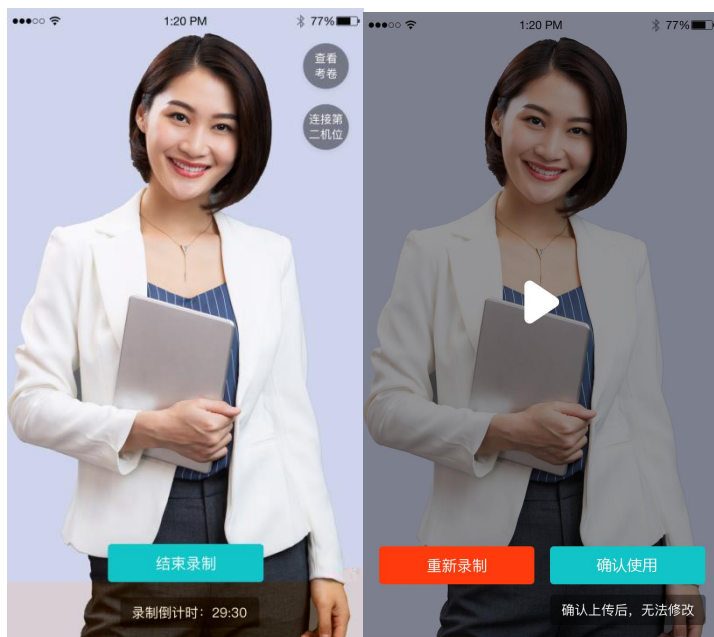 1:20 PM
77%
查看
考卷
连接第
二机位
结束录制
录制倒计时：29:30
1:20 PM
77%
重新录制
确认使用
确认上传后，无法修改